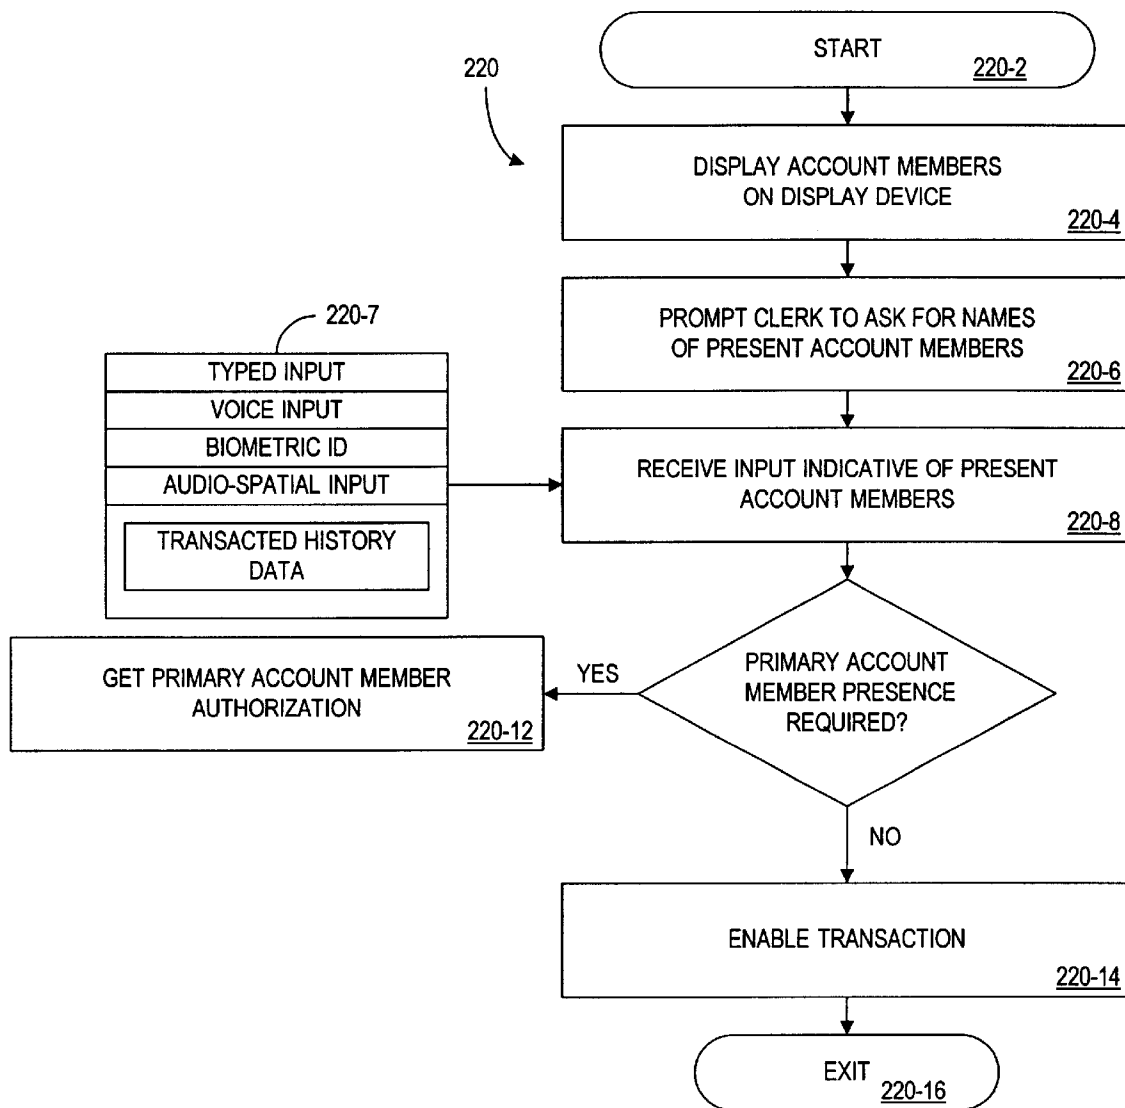 START
220-2
220
DISPLAY ACCOUNT MEMBERS
ON DISPLAY DEVICE
220-4
PROMPT CLERK TO ASK FOR NAMES
OF PRESENT ACCOUNT MEMBERS
220-6
220-7
TYPED INPUT
VOICE INPUT
BIOMETRIC ID
AUDIO-SPATIAL INPUT
TRANSACTED HISTORY
DATA
RECEIVE INPUT INDICATIVE OF PRESENT
ACCOUNT MEMBERS
220-8
PRIMARY ACCOUNT
MEMBER PRESENCE
REQUIRED?
YES
GET PRIMARY ACCOUNT MEMBER
AUTHORIZATION
220-12
NO
ENABLE TRANSACTION
220-14
EXIT
220-16